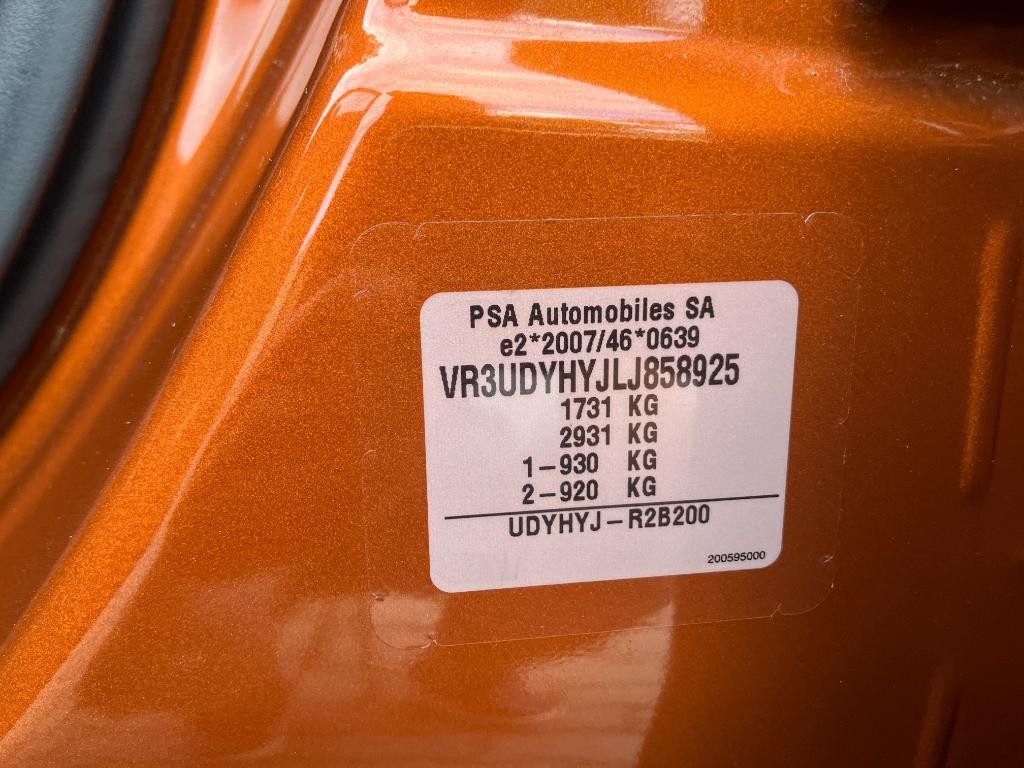 PSA Automobiles SA
e2*2007/46*0639
VR3UDYHYJLJ858925
1731 KG
2931 KG
1-930 KG
2-920 KG
UDYHYJ-R2B200
200595000